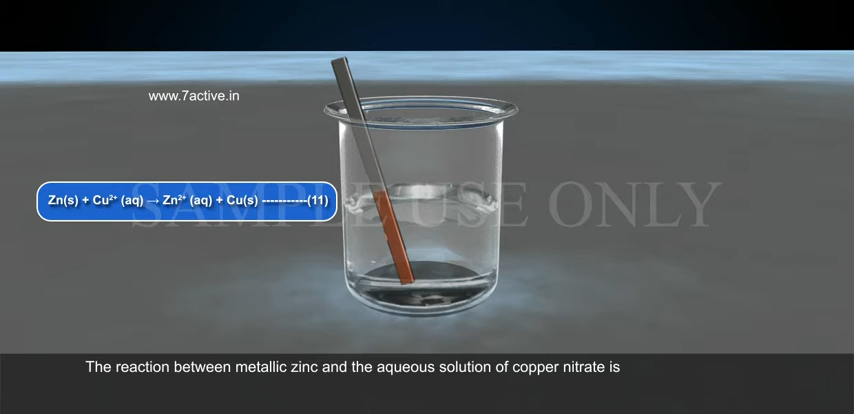 www.7active.in
Zn(s) + Cu²⁺ (aq) → Zn²⁺ (aq) + Cu(s) -----------(11)
SAMPLE USE ONLY
The reaction between metallic zinc and the aqueous solution of copper nitrate is